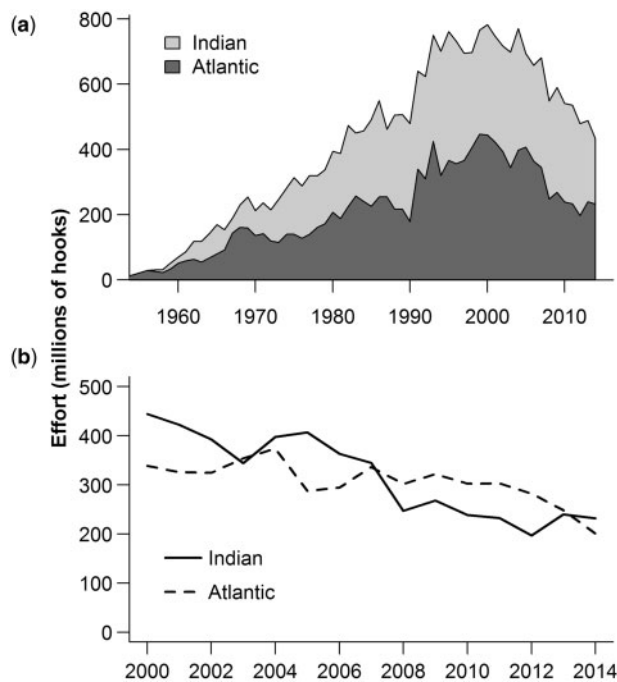 (a)
800
600
400
200
0
Indian
Atlantic
1960 1970 1980 1990 2000 2010
Effort (millions of hooks)
(b)
500
400
300
200
100
0
Indian
Atlantic
2000 2002 2004 2006 2008 2010 2012 2014